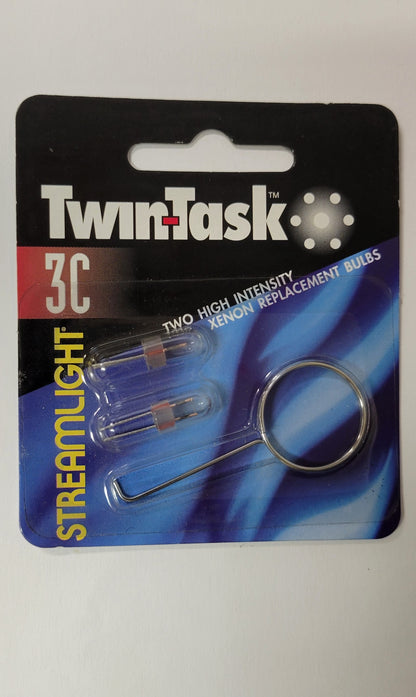 TwinTask™
3C
TWO HIGH INTENSITY
XENON REPLACEMENT BULBS
STREAMLIGHT®